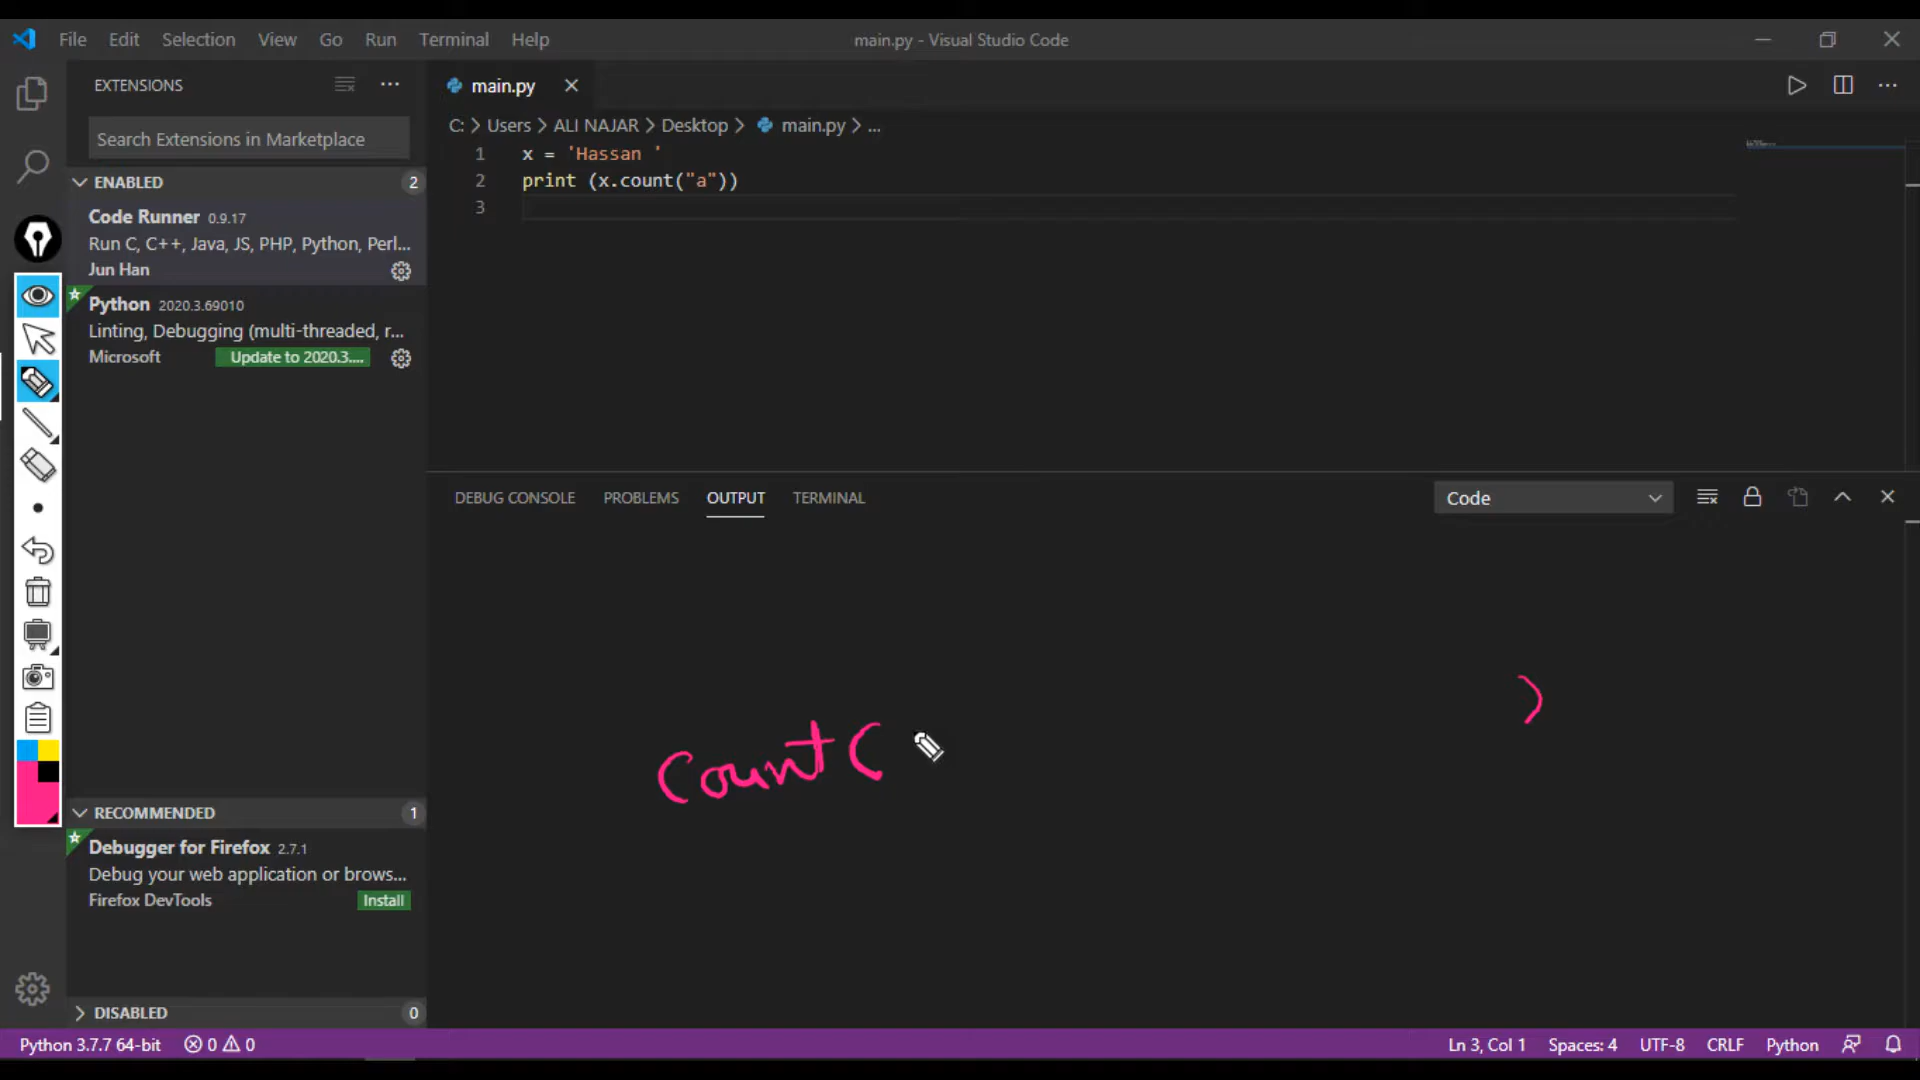 File Edit Selection View Go Run Terminal Help main.py - Visual Studio Code
EXTENSIONS
Search Extensions in Marketplace
ENABLED 2
Code Runner 0.9.17
Run C, C++, Java, JS, PHP, Python, Perl...
Jun Han
Python 2020.3.69010
Linting, Debugging (multi-threaded, r...
Microsoft Update to 2020.3....
RECOMMENDED 1
Debugger for Firefox 2.7.1
Debug your web application or brows...
Firefox DevTools Install
DISABLED 0
main.py
C: > Users > ALI NAJAR > Desktop > main.py > ...
1 x = 'Hassan '
2 print (x.count("a"))
3
DEBUG CONSOLE PROBLEMS OUTPUT TERMINAL Code
count( )
Python 3.7.7 64-bit 0 0 Ln 3, Col 1 Spaces: 4 UTF-8 CRLF Python